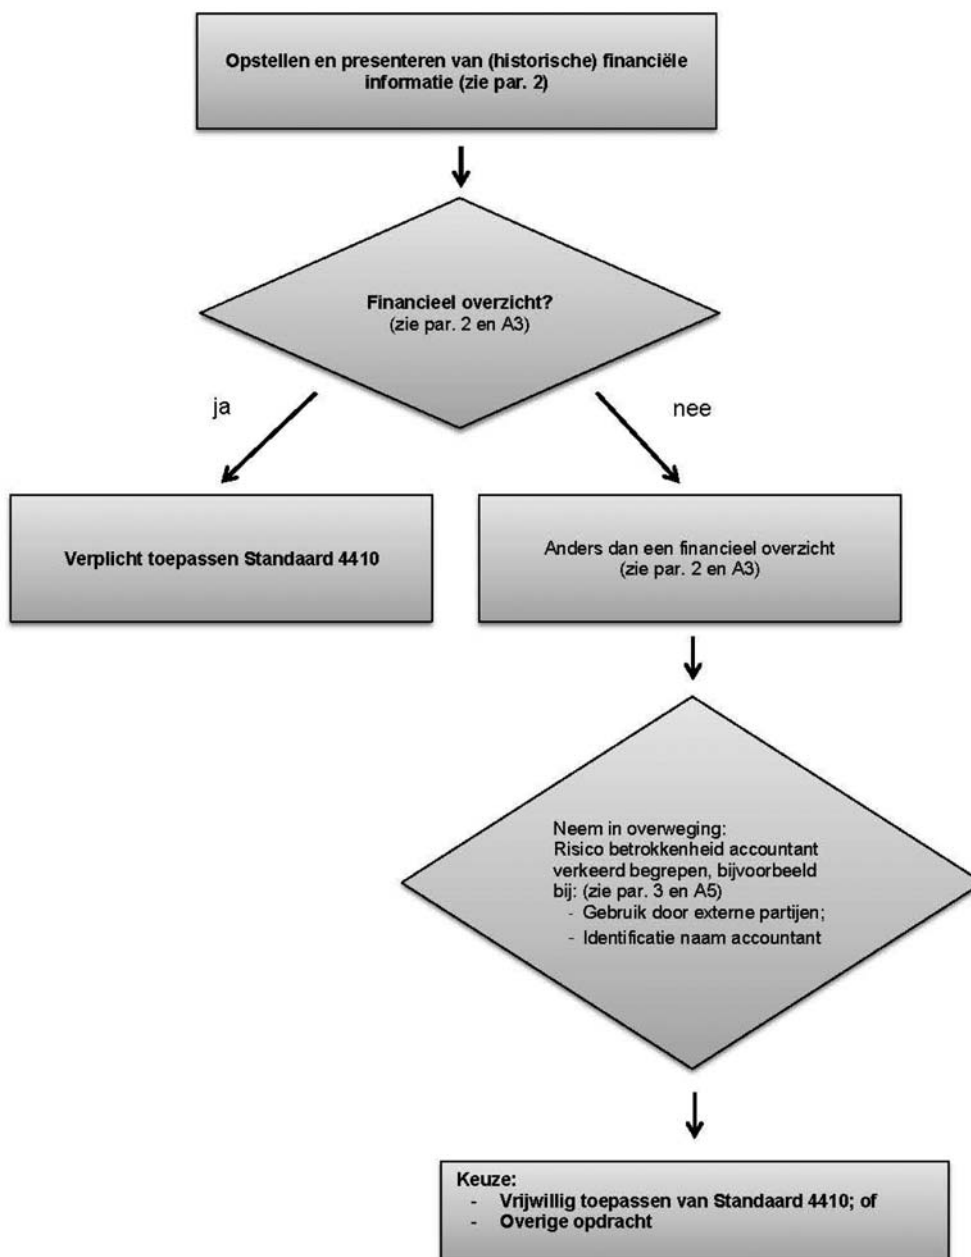 Opstellen en presenteren van (historische) financiële
informatie (zie par. 2)
Financieel overzicht?
(zie par. 2 en A3)
ja
nee
Verplicht toepassen Standaard 4410
Anders dan een financieel overzicht
(zie par. 2 en A3)
Neem in overweging:
Risico betrokkenheid accountant
verkeerd begrepen, bijvoorbeeld
bij: (zie par. 3 en A5)
- Gebruik door externe partijen;
- Identificatie naam accountant
Keuze:
- Vrijwillig toepassen van Standaard 4410; of
- Overige opdracht